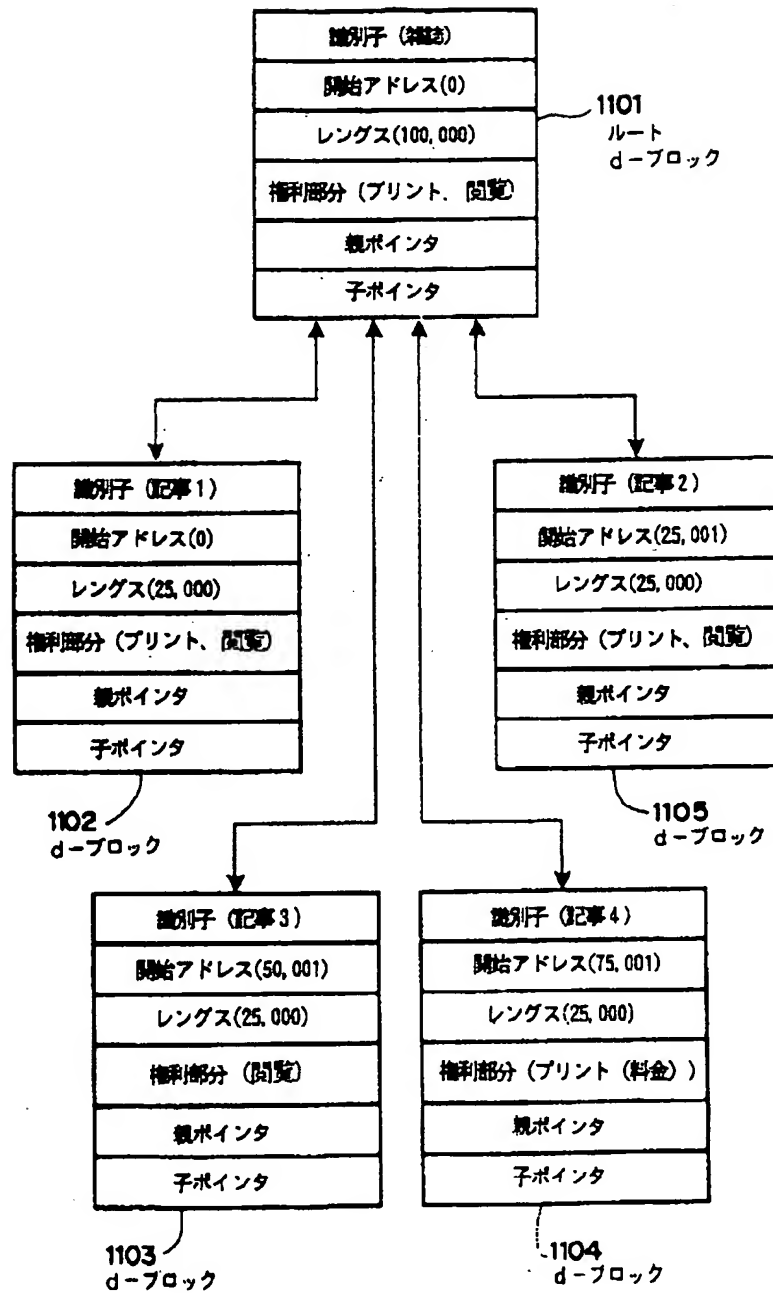 識別子 (雑誌)
開始アドレス(0)
レングス(100,000)
権利部分 (プリント、閲覧)
親ポインタ
子ポインタ
1101
ルート
d-ブロック
識別子 (記事1)
開始アドレス(0)
レングス(25,000)
権利部分 (プリント、閲覧)
親ポインタ
子ポインタ
1102
d-ブロック
識別子 (記事2)
開始アドレス(25,001)
レングス(25,000)
権利部分 (プリント、閲覧)
親ポインタ
子ポインタ
1105
d-ブロック
識別子 (記事3)
開始アドレス(50,001)
レングス(25,000)
権利部分 (閲覧)
親ポインタ
子ポインタ
1103
d-ブロック
識別子 (記事4)
開始アドレス(75,001)
レングス(25,000)
権利部分 (プリント (料金) )
親ポインタ
子ポインタ
1104
d-ブロック